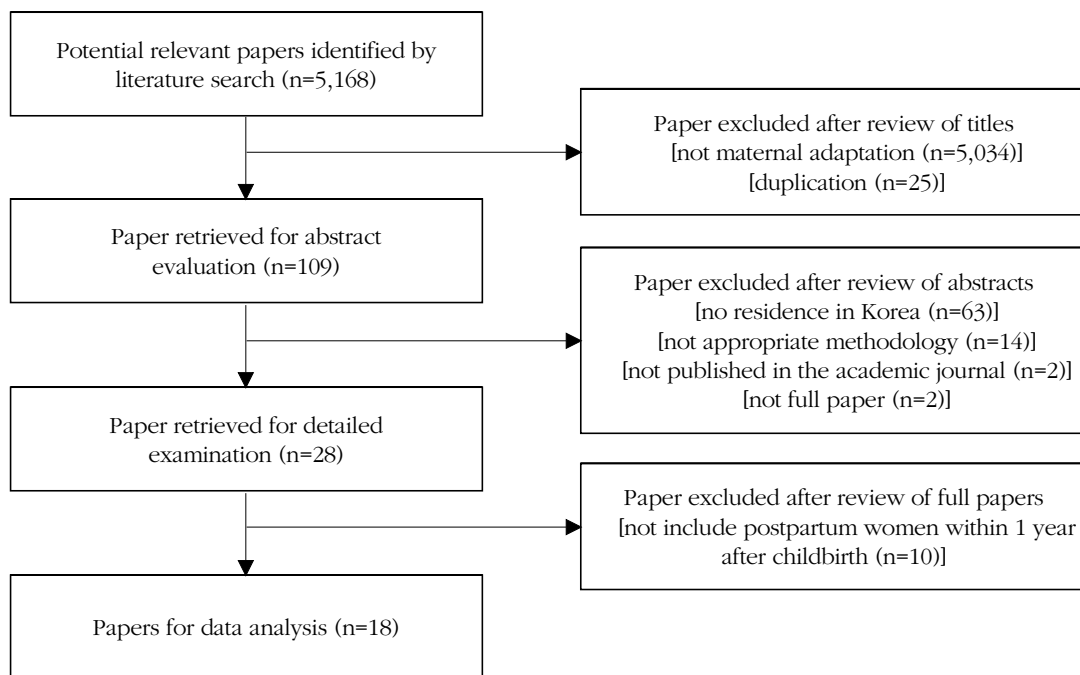 Potential relevant papers identified by
literature search (n=5,168)
Paper excluded after review of titles
[not maternal adaptation (n=5,034)]
[duplication (n=25)]
Paper retrieved for abstract
evaluation (n=109)
Paper excluded after review of abstracts
[no residence in Korea (n=63)]
[not appropriate methodology (n=14)]
[not published in the academic journal (n=2)]
[not full paper (n=2)]
Paper retrieved for detailed
examination (n=28)
Paper excluded after review of full papers
[not include postpartum women within 1 year
after childbirth (n=10)]
Papers for data analysis (n=18)